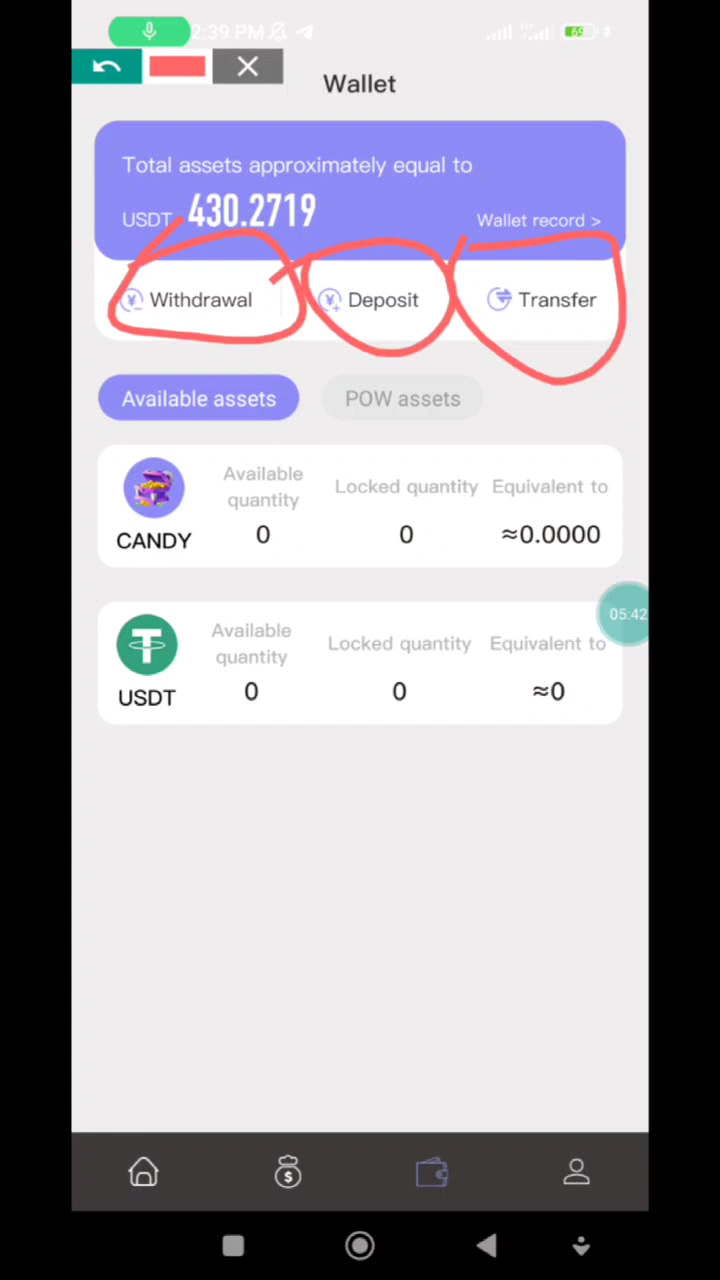 2:39 PM
69
Wallet
Total assets approximately equal to
USDT 430.2719
Wallet record >
Withdrawal
Deposit
Transfer
Available assets
POW assets
Available quantity
Locked quantity
Equivalent to
CANDY
0
0
≈0.0000
05:42
Available quantity
Locked quantity
Equivalent to
USDT
0
0
≈0